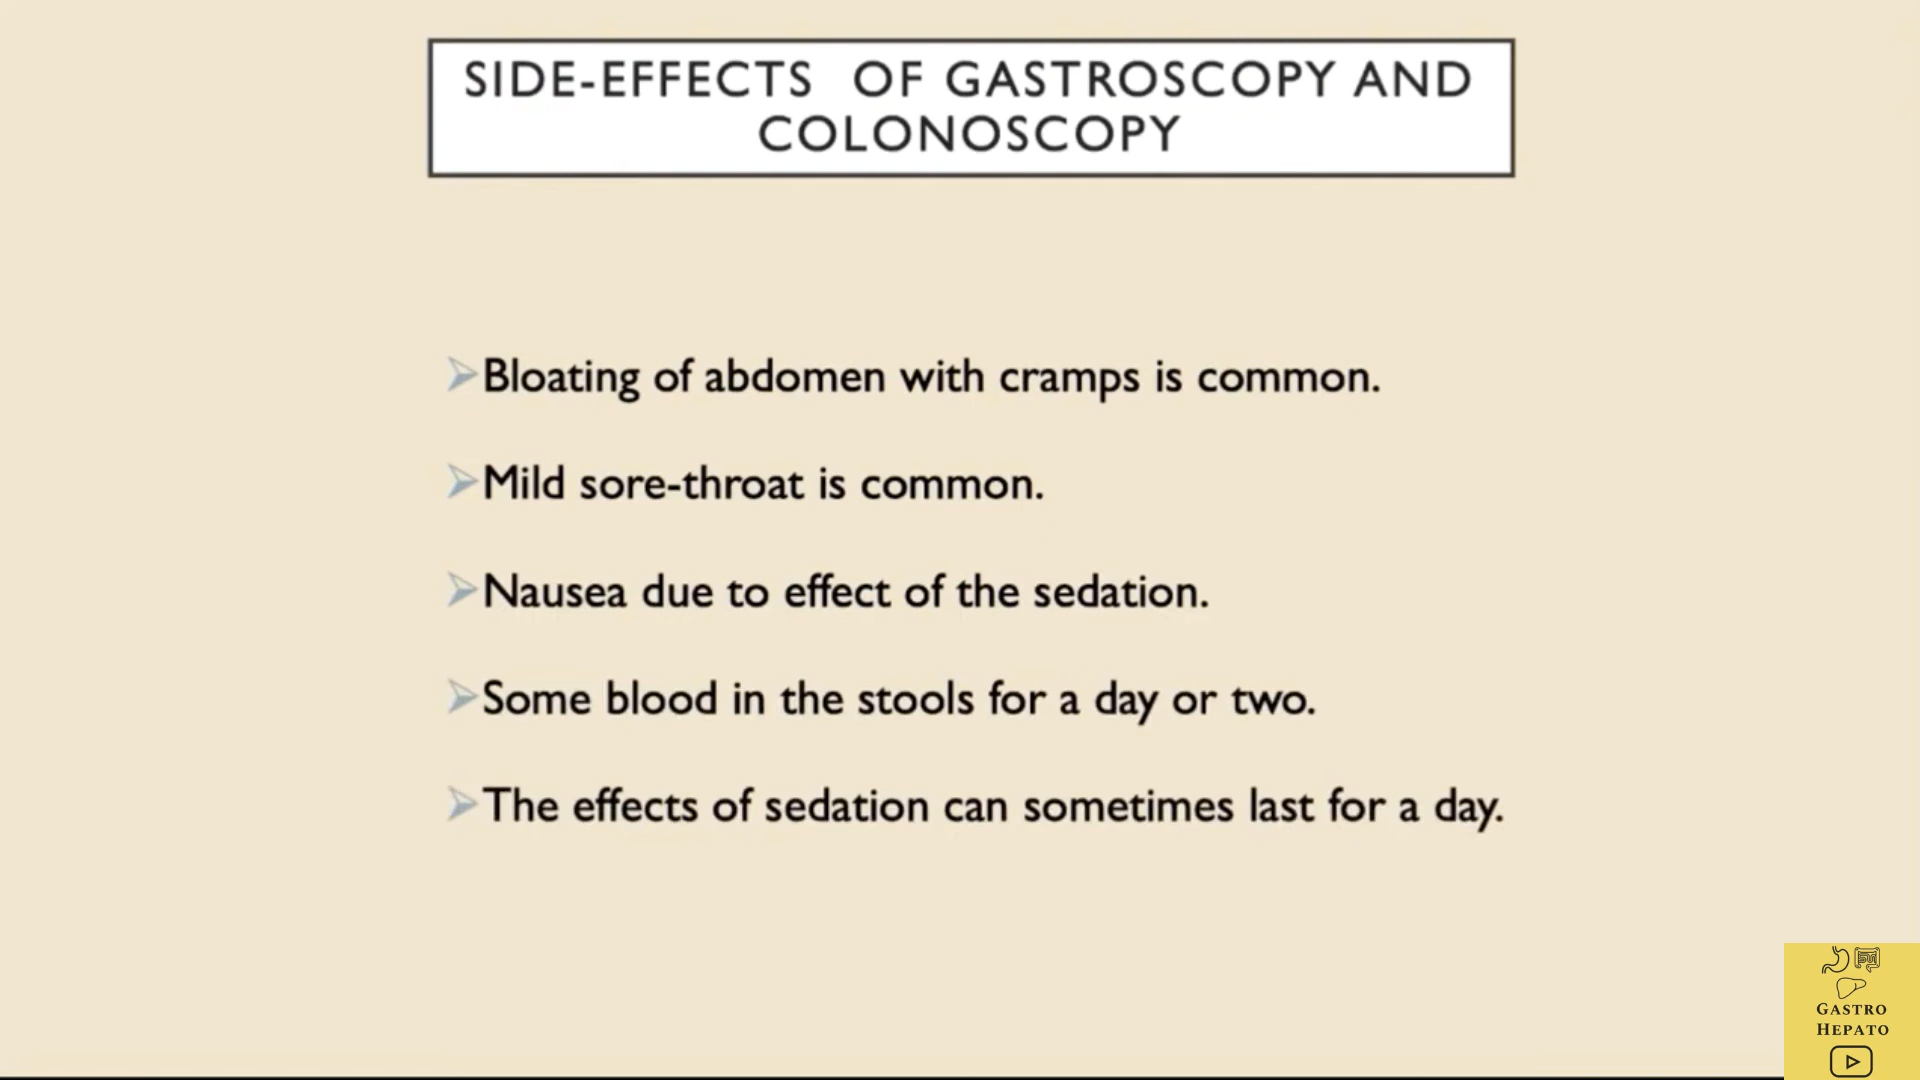 SIDE-EFFECTS OF GASTROSCOPY AND
COLONOSCOPY
Bloating of abdomen with cramps is common.
Mild sore-throat is common.
Nausea due to effect of the sedation.
Some blood in the stools for a day or two.
The effects of sedation can sometimes last for a day.
GASTRO
HEPATO